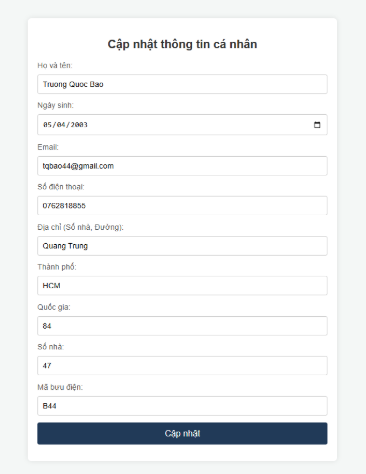 Cập nhật thông tin cá nhân
Họ và tên:
Truong Quoc Bao
Ngày sinh:
05/04/2003
Email:
tqbao44@gmail.com
Số điện thoại:
0762818855
Địa chỉ (Số nhà, Đường):
Quang Trung
Thành phố:
HCM
Quốc gia:
84
Số nhà:
47
Mã bưu điện:
B44
Cập nhật